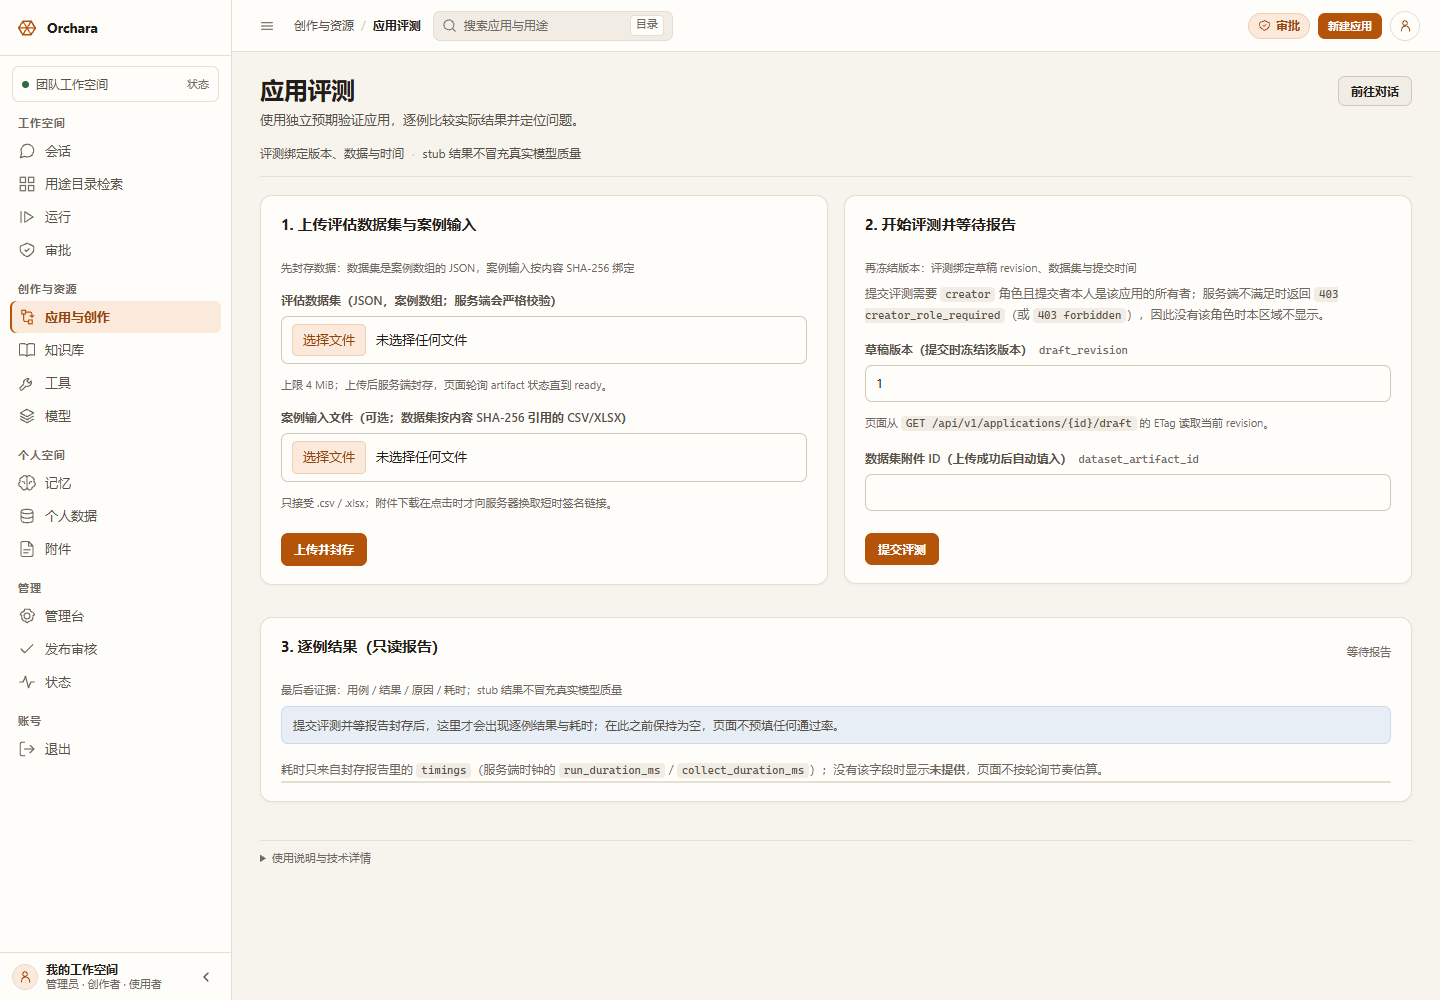 Orchara
团队工作空间 状态
工作空间
会话
用途目录检索
运行
审批
创作与资源
应用与创作
知识库
工具
模型
个人空间
记忆
个人数据
附件
管理
管理台
发布审核
状态
账号
退出
我的工作空间
管理员 · 创作者 · 使用者
创作与资源 / 应用评测
搜索应用与用途 目录
审批
新建应用
应用评测
前往对话
使用独立预期验证应用，逐例比较实际结果并定位问题。
评测绑定版本、数据与时间 · stub 结果不冒充真实模型质量
1. 上传评估数据集与案例输入
先封存数据：数据集是案例数组的 JSON，案例输入按内容 SHA-256 绑定
评估数据集（JSON，案例数组；服务端会严格校验）
选择文件 未选择任何文件
上限 4 MiB；上传后服务端封存，页面轮询 artifact 状态直到 ready。
案例输入文件（可选；数据集按内容 SHA-256 引用的 CSV/XLSX）
选择文件 未选择任何文件
只接受 .csv / .xlsx；附件下载在点击时才向服务器换取短时签名链接。
上传并封存
2. 开始评测并等待报告
再冻结版本：评测绑定草稿 revision、数据集与提交时间
提交评测需要 creator 角色且提交者本人是该应用的所有者；服务端不满足时返回 403
creator_role_required （或 403 forbidden ），因此没有该角色时本区域不显示。
草稿版本（提交时冻结该版本） draft_revision
1
页面从 GET /api/v1/applications/{id}/draft 的 ETag 读取当前 revision。
数据集附件 ID（上传成功后自动填入） dataset_artifact_id
提交评测
3. 逐例结果（只读报告）
等待报告
最后看证据：用例 / 结果 / 原因 / 耗时；stub 结果不冒充真实模型质量
提交评测并等报告封存后，这里才会出现逐例结果与耗时；在此之前保持为空，页面不预填任何通过率。
耗时只来自封存报告里的 timings （服务端时钟的 run_duration_ms / collect_duration_ms ）；没有该字段时显示未提供，页面不按轮询节奏估算。
使用说明与技术详情